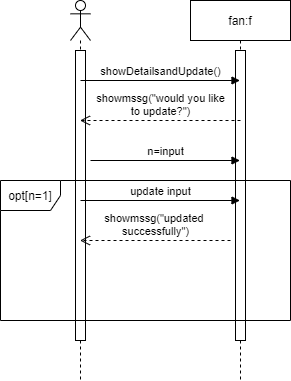 fan:f
showDetailsandUpdate()
showmssg("would you like
to update?")
n=input
opt[n=1]
update input
showmssg("updated
successfully")